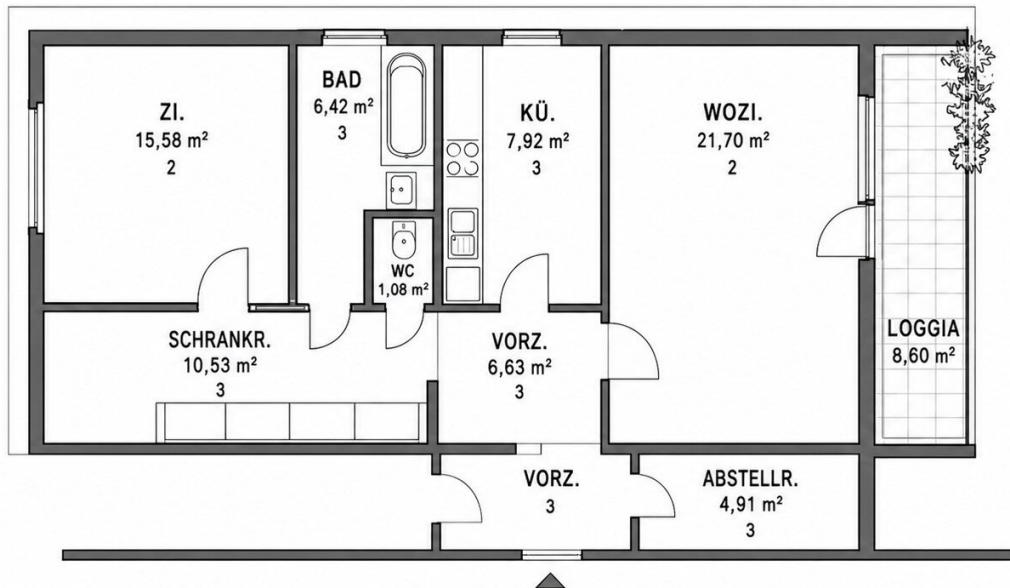 ZI.
15,58 m²
2
BAD
6,42 m²
3
KÜ.
7,92 m²
3
WOZI.
21,70 m²
2
WC
1,08 m²
SCHRANKR.
10,53 m²
3
VORZ.
6,63 m²
3
LOGGIA
8,60 m²
VORZ.
3
ABSTELLR.
4,91 m²
3